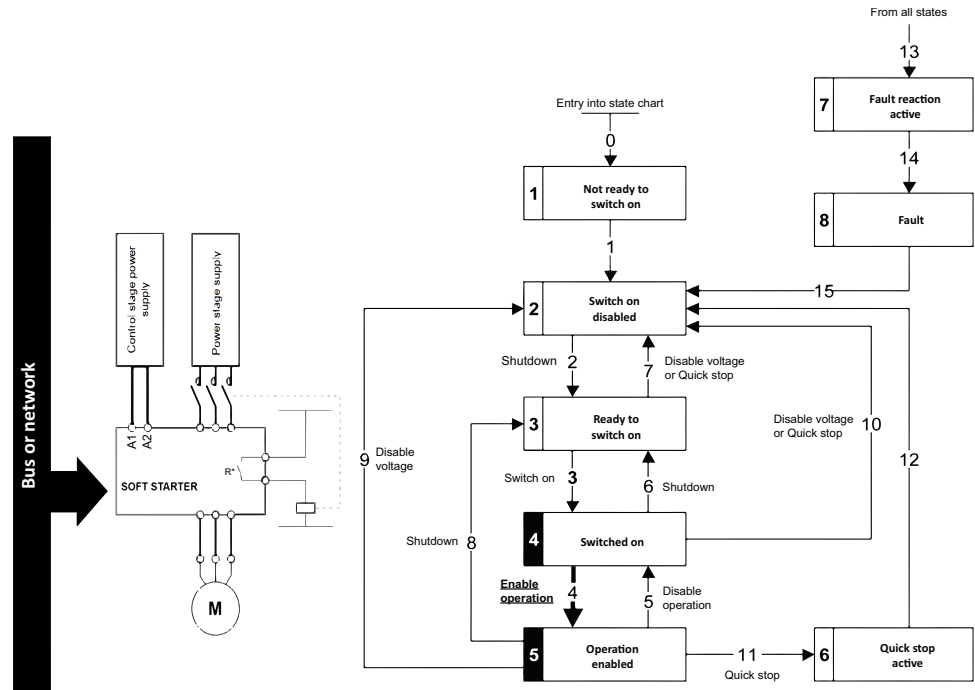 Bus or network
Control stage power
supply
Power stage supply
A1
A2
R*
SOFT STARTER
M
From all states
13
7
Fault reaction
active
14
8
Fault
15
Entry into state chart
0
1
Not ready to
switch on
1
2
Switch on
disabled
Shutdown
2
7
Disable voltage
or Quick stop
3
Ready to
switch on
Switch on
3
6
Shutdown
4
Switched on
Enable
operation
4
5
Disable
operation
5
Operation
enabled
9
Disable
voltage
Shutdown
8
Disable voltage
or Quick stop
10
12
11
Quick stop
6
Quick stop
active